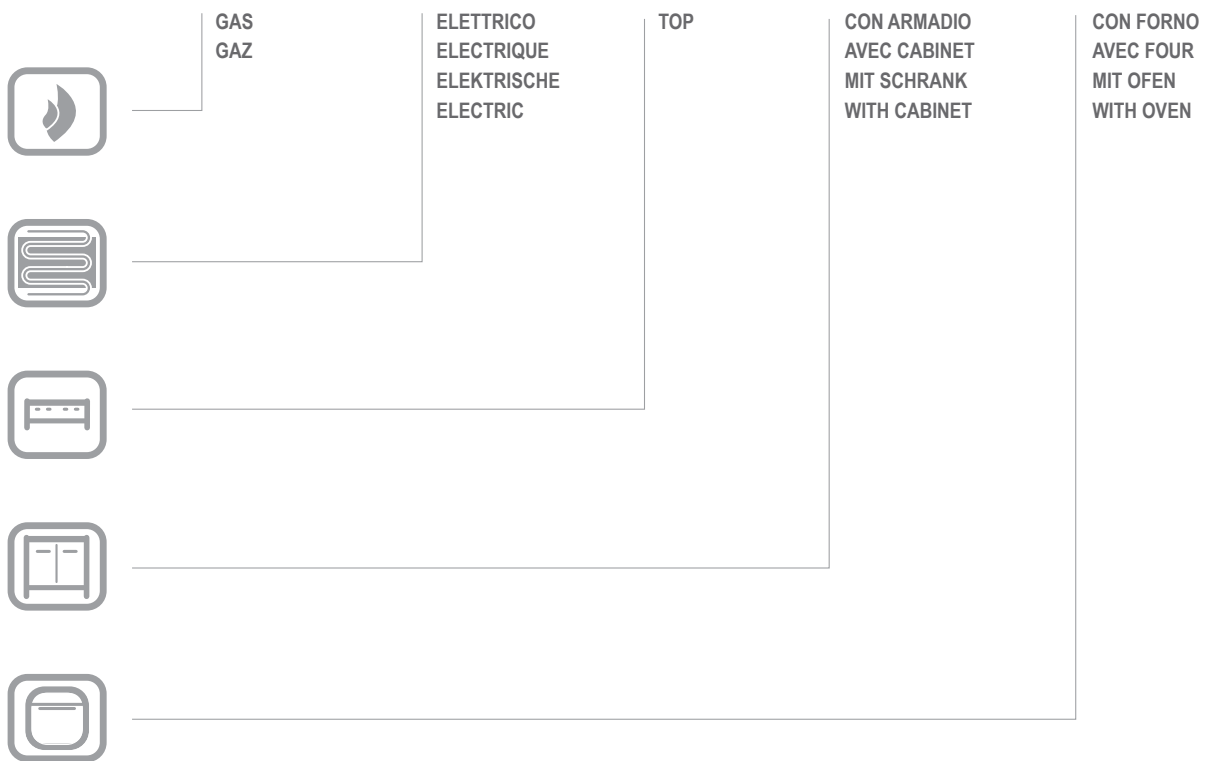 GAS
GAZ
ELETTRICO
ELECTRIQUE
ELEKTRISCHE
ELECTRIC
TOP
CON ARMADIO
AVEC CABINET
MIT SCHRANK
WITH CABINET
CON FORNO
AVEC FOUR
MIT OFEN
WITH OVEN